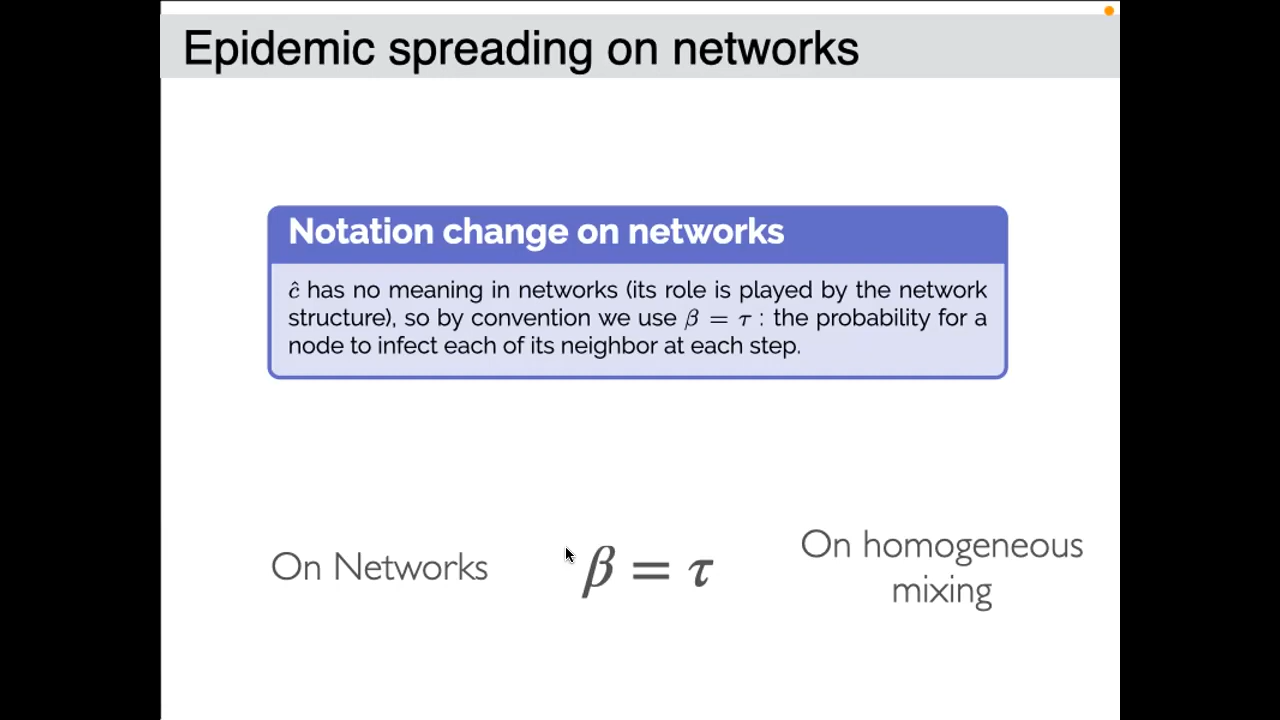 Epidemic spreading on networks
Notation change on networks
ĉ has no meaning in networks (its role is played by the network
structure), so by convention we use β = τ : the probability for a
node to infect each of its neighbor at each step.
On Networks
β = τ
On homogeneous
mixing